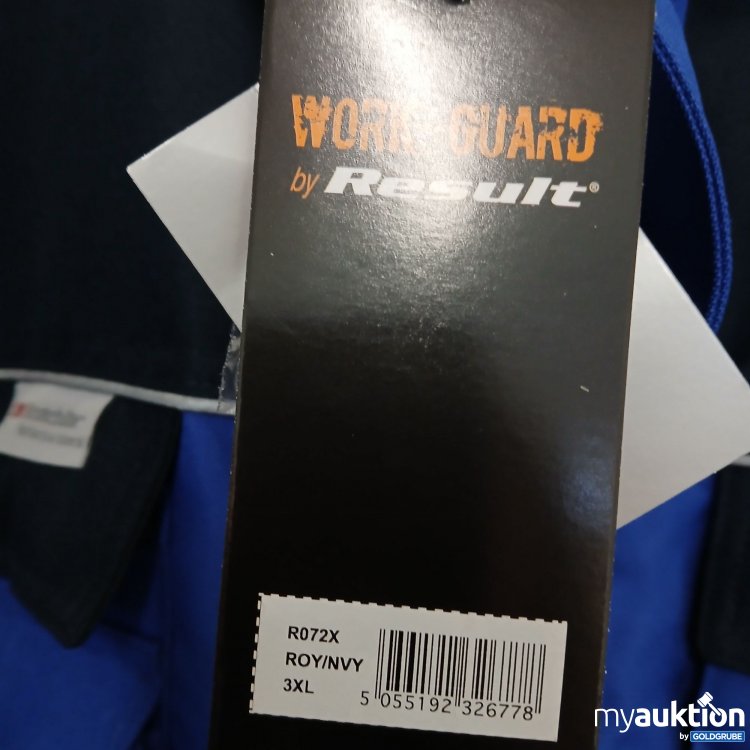 WORK-GUARD
by Result®
R072X
ROY/NVY
3XL
5 055192 326778
myauktion
by GOLDGRUBE